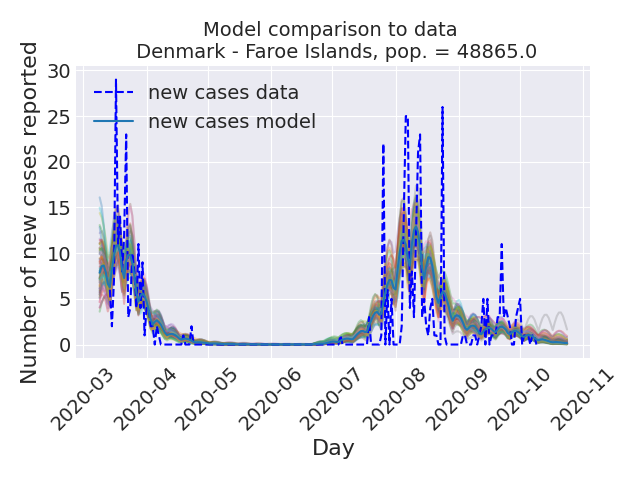 Model comparison to data
Denmark - Faroe Islands, pop. = 48865.0
Number of new cases reported
30
25
20
15
10
5
0
new cases data
new cases model
2020-03
2020-04
2020-05
2020-06
2020-07
2020-08
2020-09
2020-10
2020-11
Day